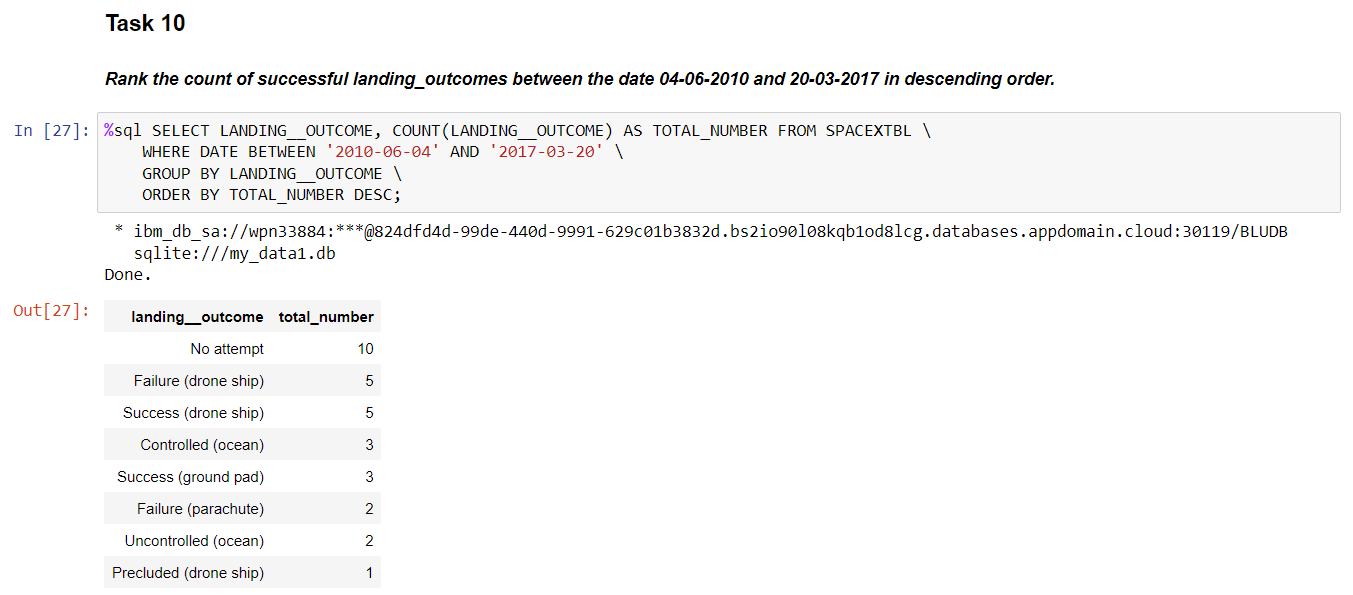 Task 10
Rank the count of successful landing_outcomes between the date 04-06-2010 and 20-03-2017 in descending order.
In [27]: %sql SELECT LANDING__OUTCOME, COUNT(LANDING__OUTCOME) AS TOTAL_NUMBER FROM SPACEXTBL \
WHERE DATE BETWEEN '2010-06-04' AND '2017-03-20' \
GROUP BY LANDING__OUTCOME \
ORDER BY TOTAL_NUMBER DESC;
* ibm_db_sa://wpn33884:***@824dfd4d-99de-440d-9991-629c01b3832d.bs2io90l08kqb1od8lcg.databases.appdomain.cloud:30119/BLUDB
sqlite:///my_data1.db
Done.
Out[27]:
landing__outcome total_number
No attempt 10
Failure (drone ship) 5
Success (drone ship) 5
Controlled (ocean) 3
Success (ground pad) 3
Failure (parachute) 2
Uncontrolled (ocean) 2
Precluded (drone ship) 1